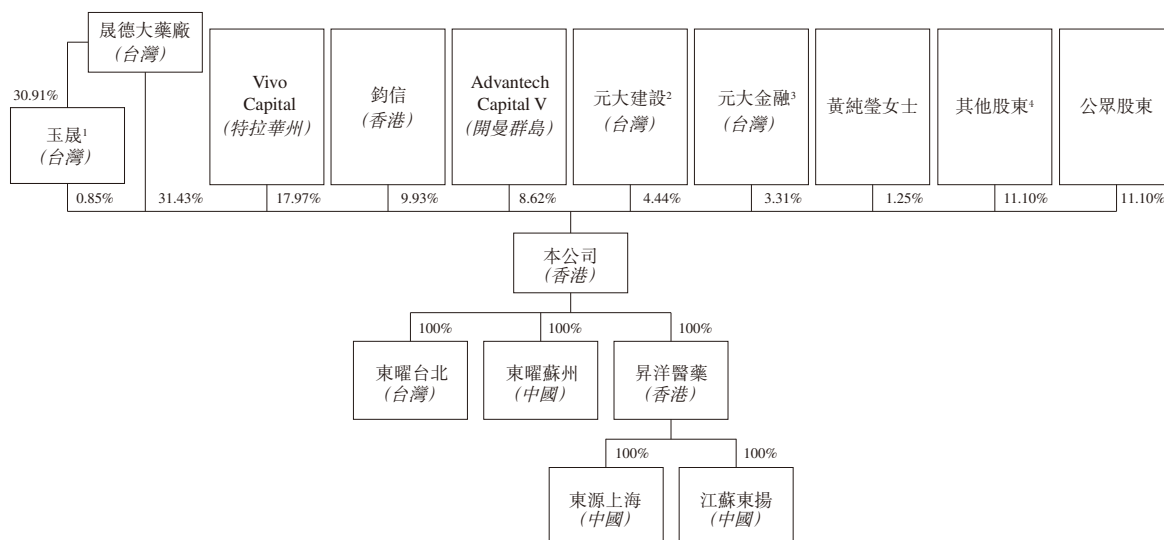 晟德大藥廠
(台灣)
30.91%
玉晟¹
(台灣)
Vivo
Capital
(特拉華州)
鈞信
(香港)
Advantech
Capital V
(開曼群島)
元大建設²
(台灣)
元大金融³
(台灣)
黃純瑩女士
其他股東⁴
公眾股東
0.85%
31.43%
17.97%
9.93%
8.62%
4.44%
3.31%
1.25%
11.10%
11.10%
本公司
(香港)
100%
100%
100%
東曜台北
(台灣)
東曜蘇州
(中國)
昇洋醫藥
(香港)
100%
100%
東源上海
(中國)
江蘇東揚
(中國)